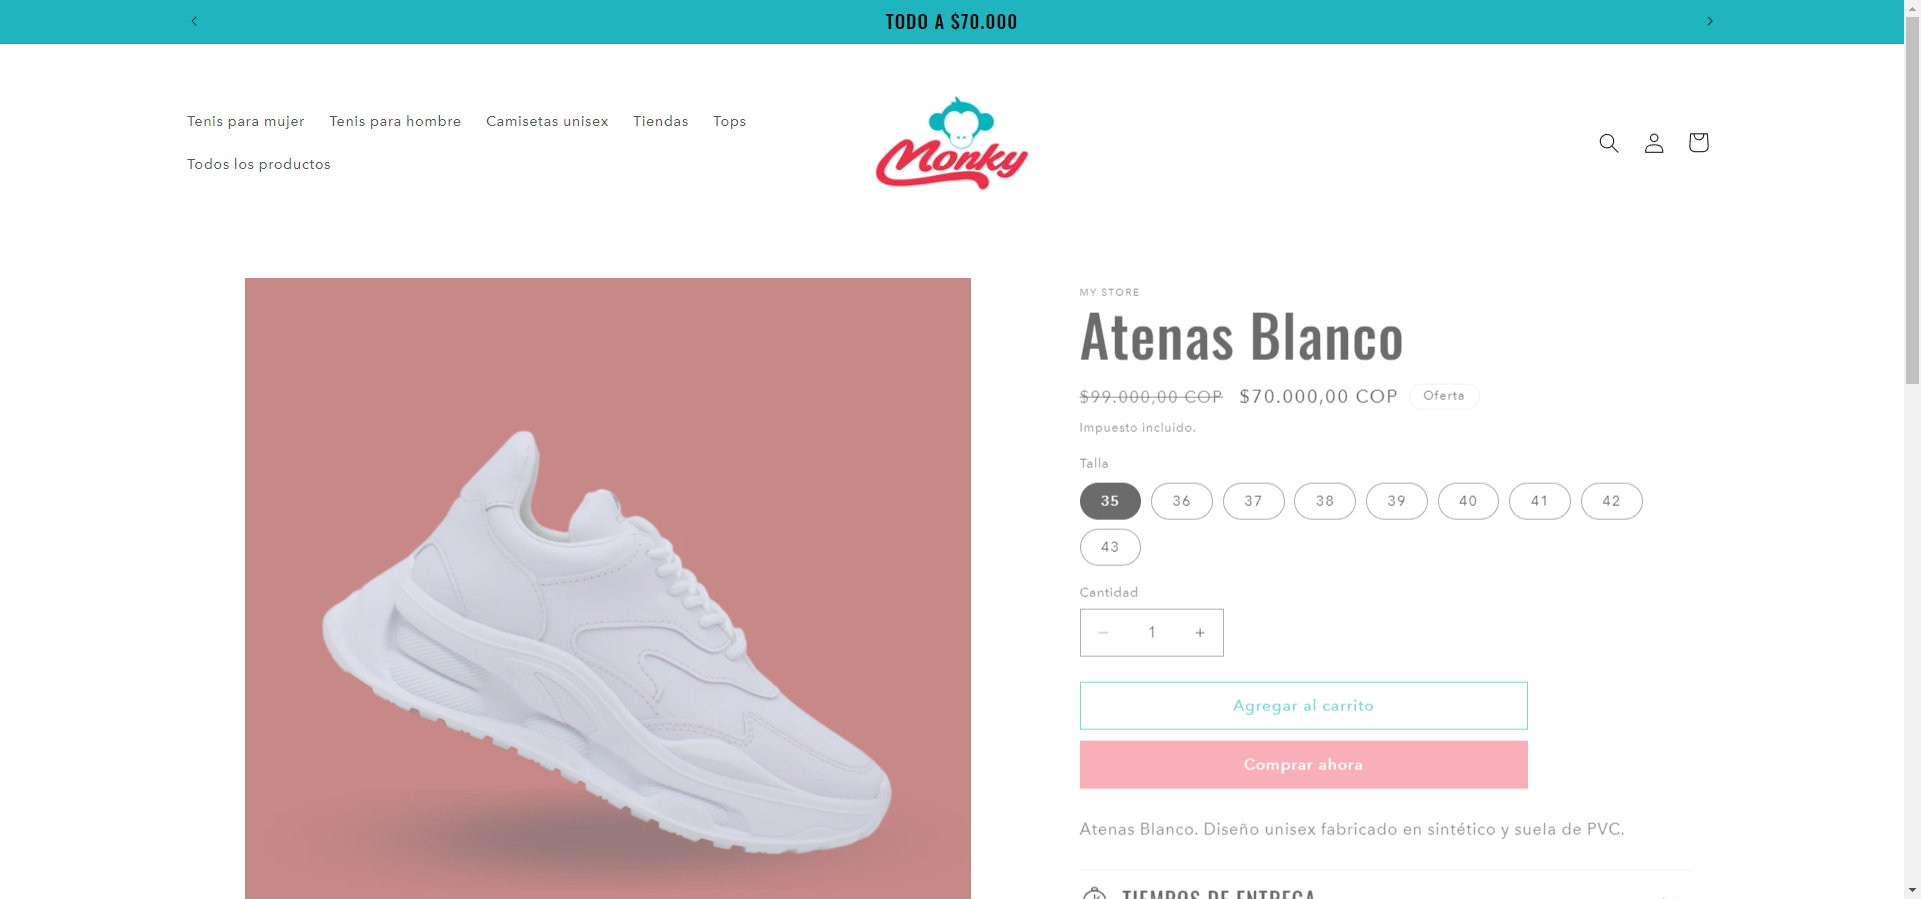 TODO A $70.000
Tenis para mujer
Tenis para hombre
Camisetas unisex
Tiendas
Tops
Todos los productos
Monky
MY STORE
Atenas Blanco
$99.000,00 COP $70.000,00 COP Oferta
Impuesto incluido.
Talla
35 36 37 38 39 40 41 42
43
Cantidad
1
Agregar al carrito
Comprar ahora
Atenas Blanco. Diseño unisex fabricado en sintético y suela de PVC.
TIEMPOS DE ENTREGA